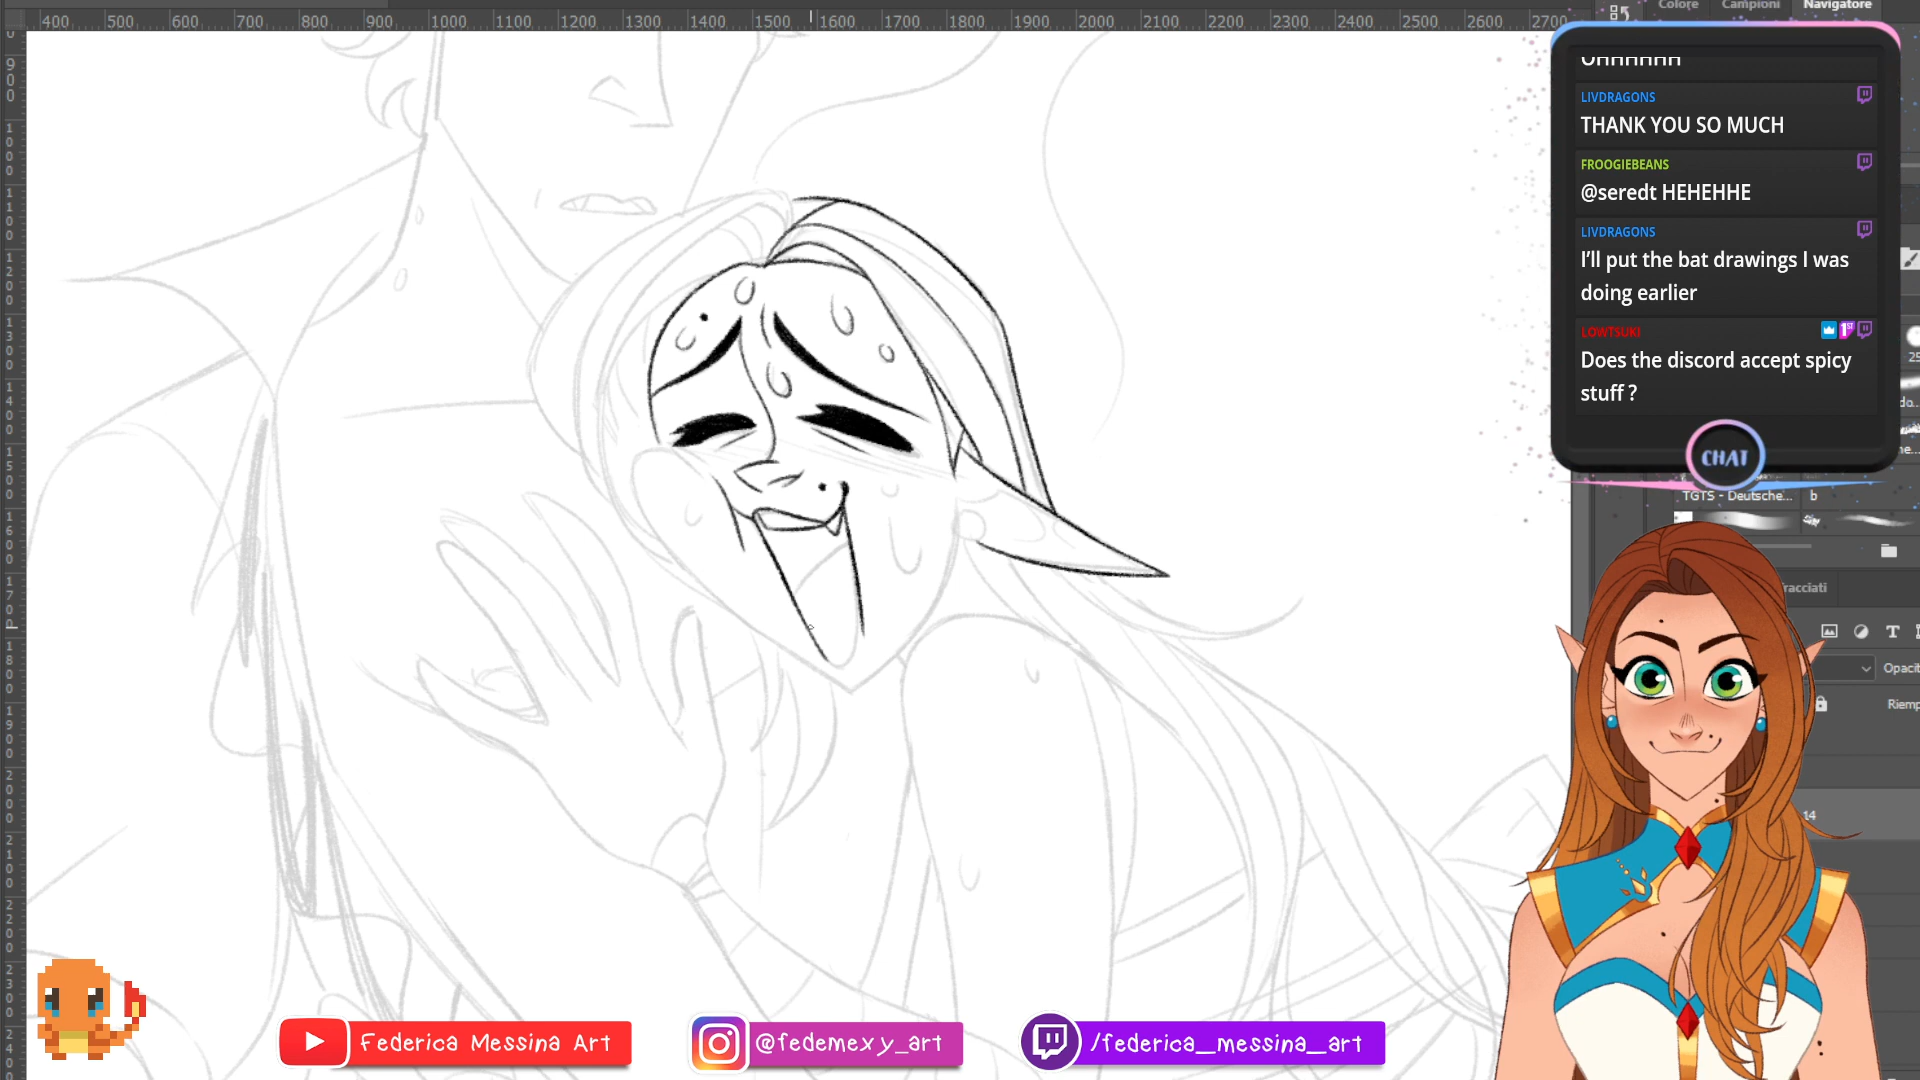 Colore Campioni Navigatore
400 500 600 700 800 900 1000 1100 1200 1300 1400 1500 1600 1700 1800 1900 2000 2100 2200 2300 2400 2500 2600 2700
OHHHHHH
LIVDRAGONS
THANK YOU SO MUCH
FROOGIEBEANS
@seredt HEHEHHE
LIVDRAGONS
I'll put the bat drawings I was
doing earlier
LOWTSUKI
Does the discord accept spicy
stuff ?
CHAT
TGTS - Deutsche... b
racciati
Opacit
Riemp
14
Federica Messina Art
@fedemexy_art
/federica_messina_art